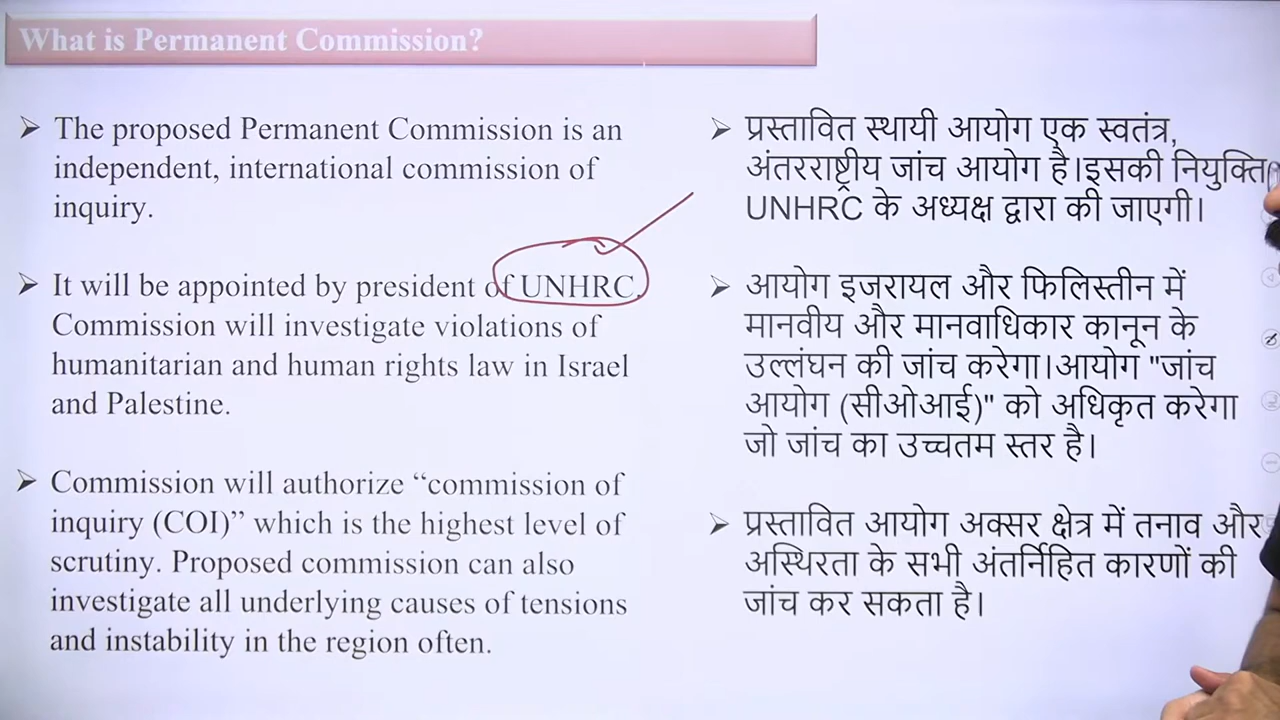 What is Permanent Commission?
➢ The proposed Permanent Commission is an
independent, international commission of
inquiry.
➢ It will be appointed by president of UNHRC.
Commission will investigate violations of
humanitarian and human rights law in Israel
and Palestine.
➢ Commission will authorize “commission of
inquiry (COI)” which is the highest level of
scrutiny. Proposed commission can also
investigate all underlying causes of tensions
and instability in the region often.
➢ प्रस्तावित स्थायी आयोग एक स्वतंत्र,
अंतरराष्ट्रीय जांच आयोग है।इसकी नियुक्ति
UNHRC के अध्यक्ष द्वारा की जाएगी।
➢ आयोग इजरायल और फिलिस्तीन में
मानवीय और मानवाधिकार कानून के
उल्लंघन की जांच करेगा।आयोग "जांच
आयोग (सीओआई)" को अधिकृत करेगा
जो जांच का उच्चतम स्तर है।
➢ प्रस्तावित आयोग अक्सर क्षेत्र में तनाव और
अस्थिरता के सभी अंतर्निहित कारणों की
जांच कर सकता है।